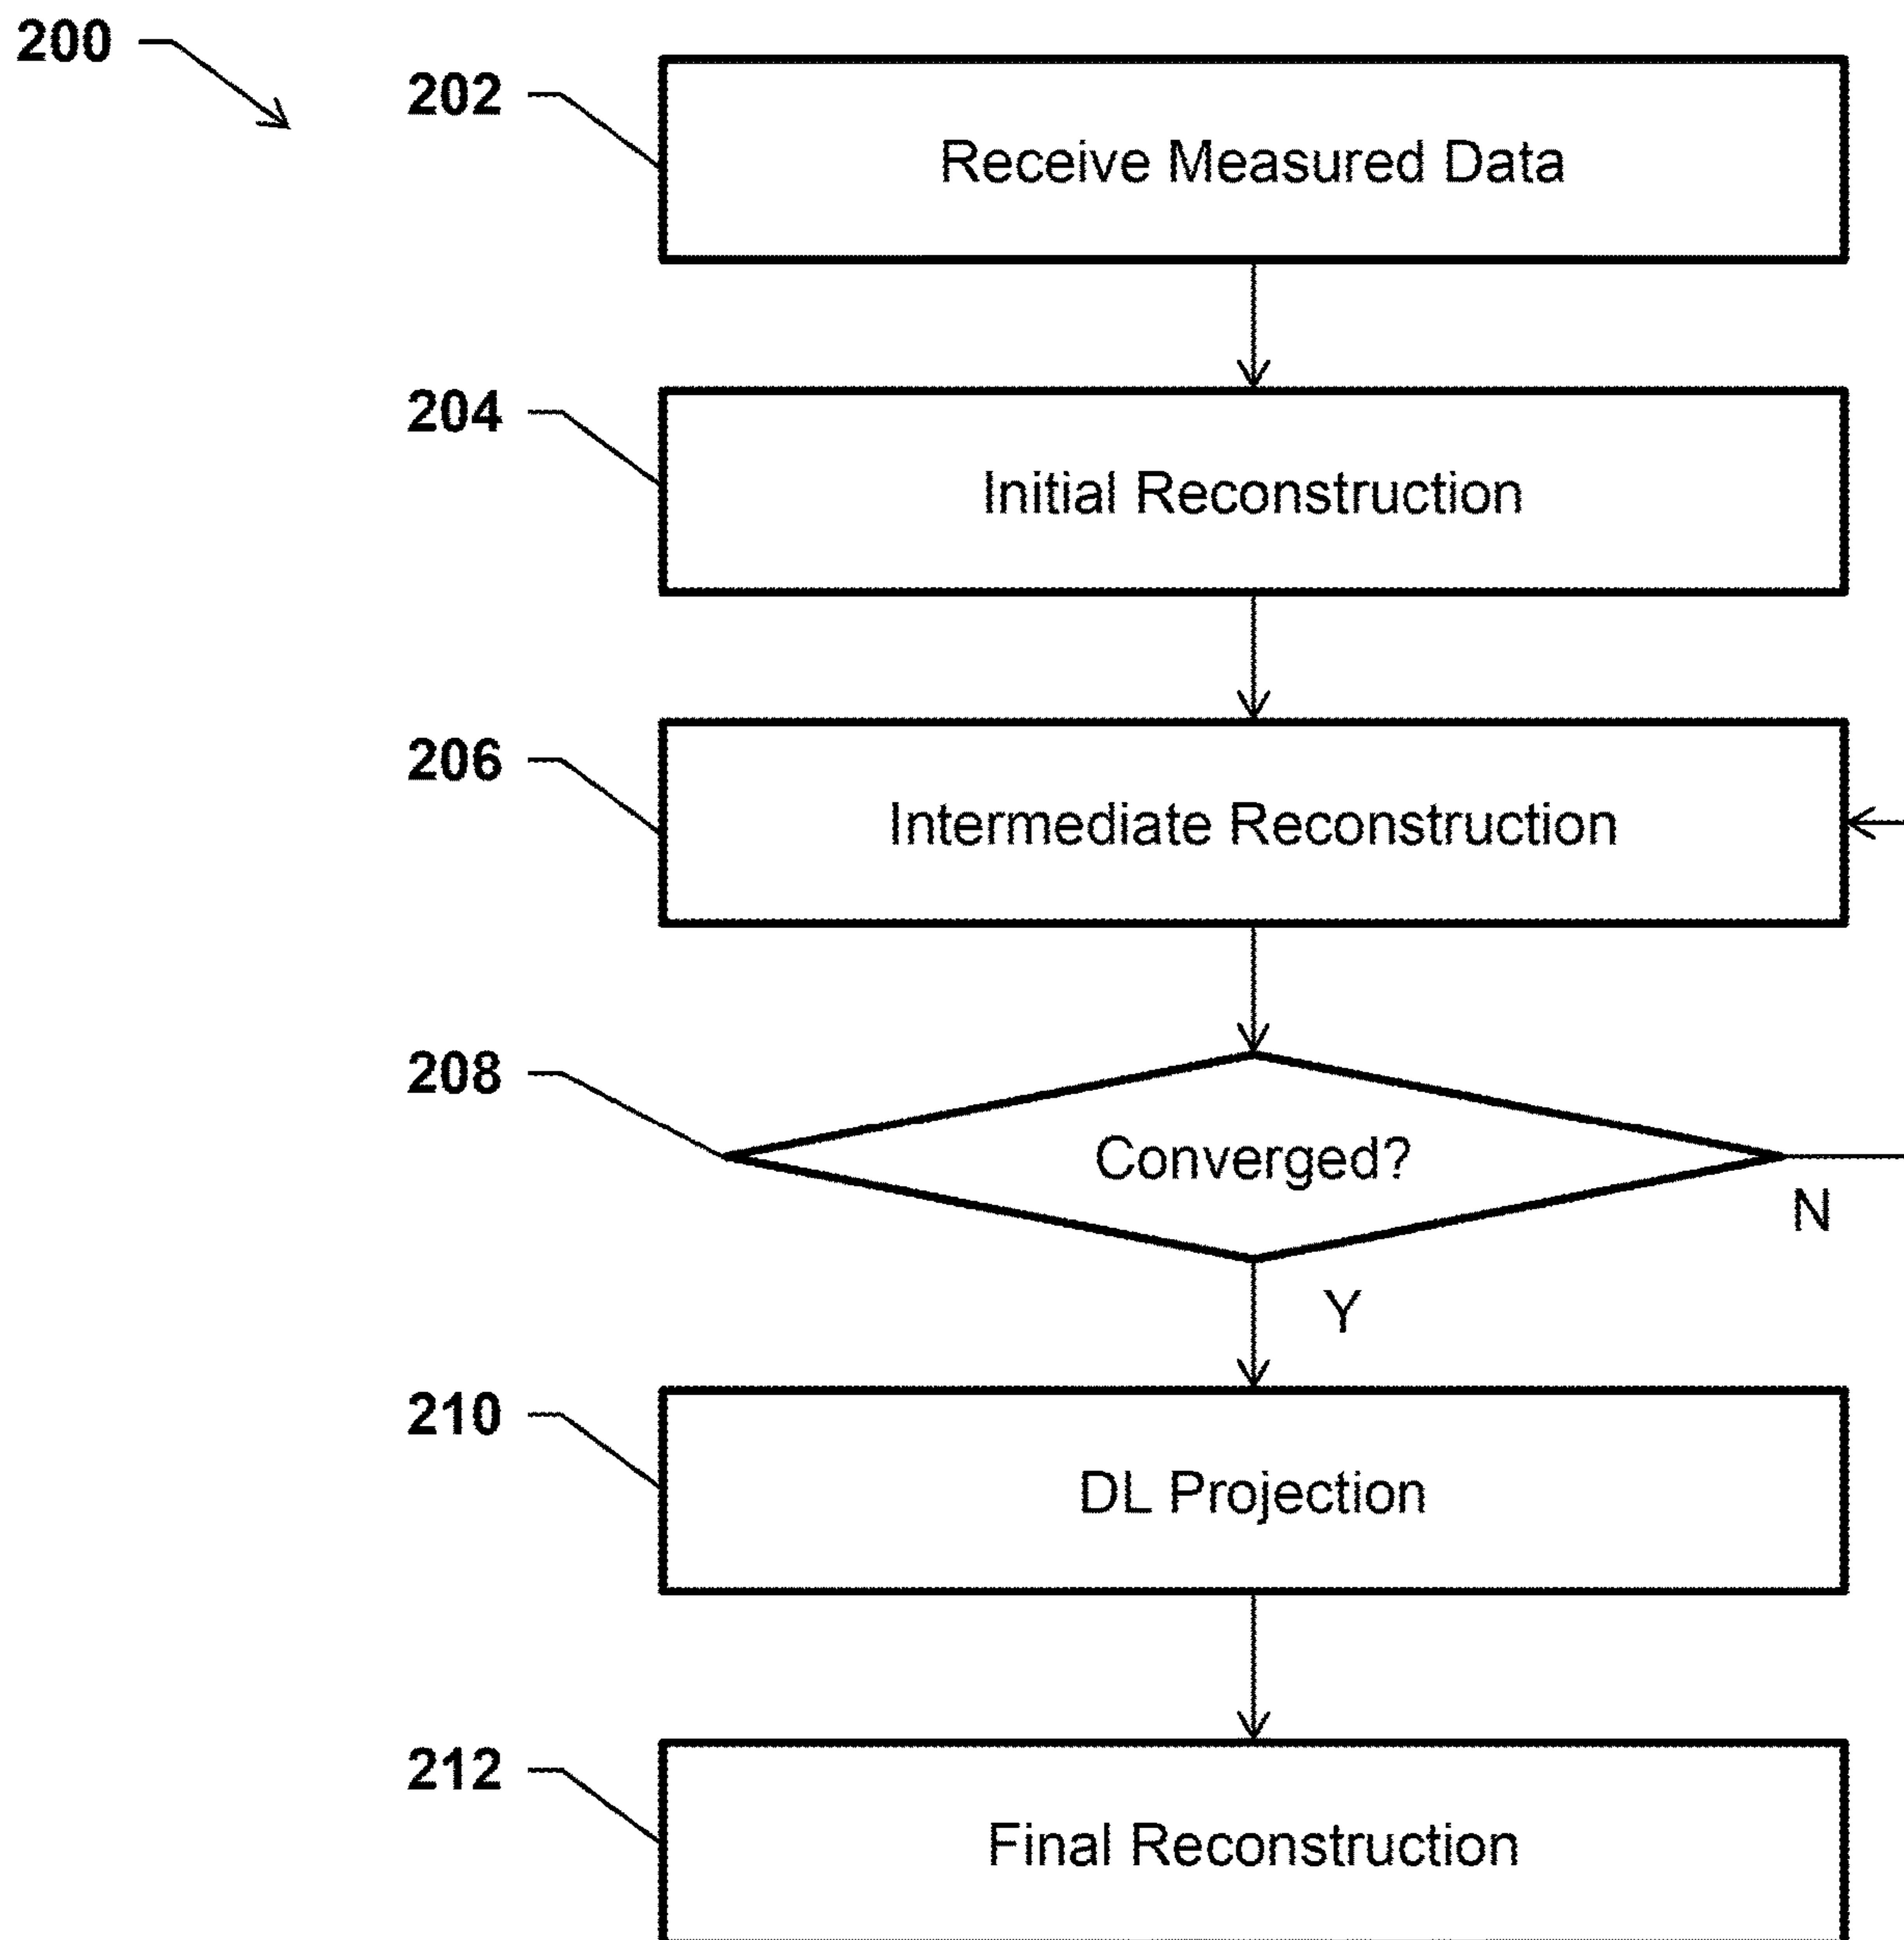 200
202
Receive Measured Data
204
Initial Reconstruction
206
Intermediate Reconstruction
208
Converged?
N
Y
210
DL Projection
212
Final Reconstruction